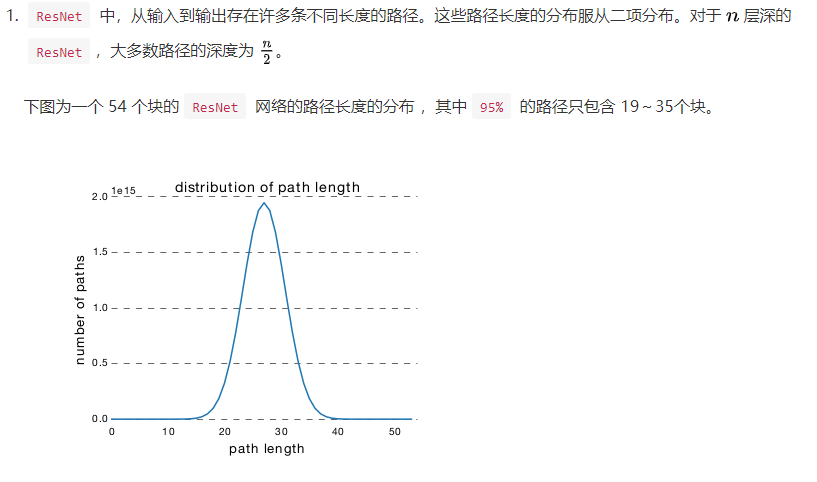 1. ResNet 中，从输入到输出存在许多条不同长度的路径。这些路径长度的分布服从二项分布。对于 n 层深的
ResNet ，大多数路径的深度为 n/2。
下图为一个 54 个块的 ResNet 网络的路径长度的分布 ，其中 95% 的路径只包含 19～35个块。
distribution of path length
1e15
2.0
1.5
1.0
0.5
0.0
number of paths
0 10 20 30 40 50
path length